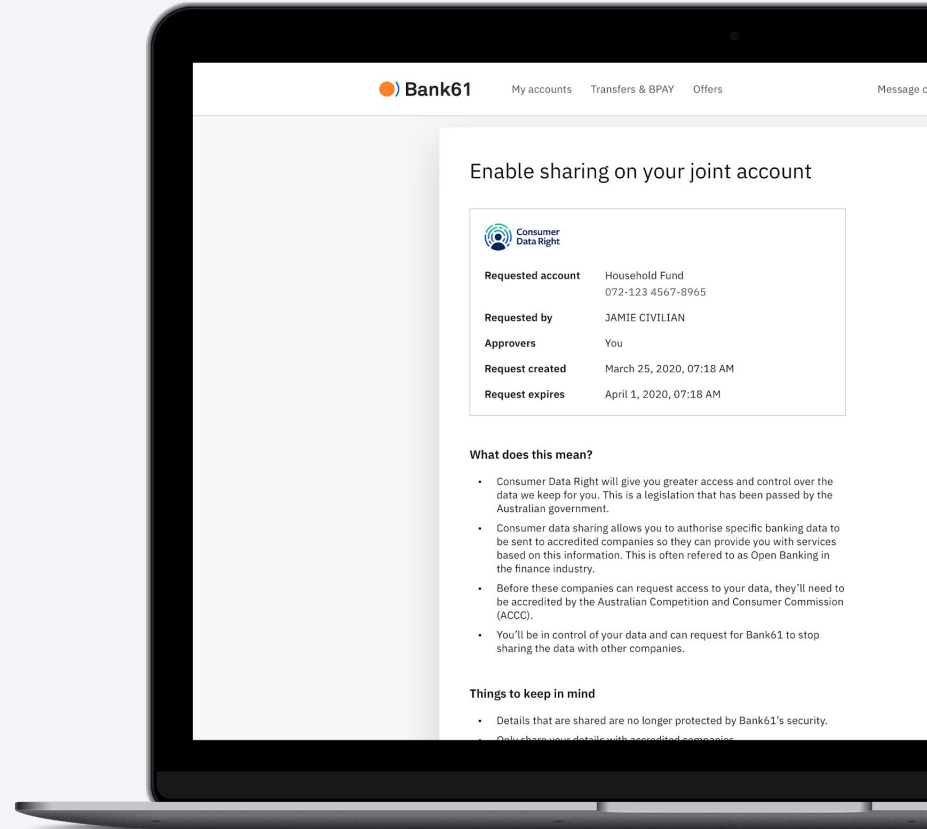 Bank61 My accounts Transfers & BPAY Offers Message
Enable sharing on your joint account
Consumer
Data Right
Requested account Household Fund
072-123 4567-8965
Requested by JAMIE CIVILIAN
Approvers You
Request created March 25, 2020, 07:18 AM
Request expires April 1, 2020, 07:18 AM
What does this mean?
• Consumer Data Right will give you greater access and control over the
data we keep for you. This is a legislation that has been passed by the
Australian government.
• Consumer data sharing allows you to authorise specific banking data to
be sent to accredited companies so they can provide you with services
based on this information. This is often refered to as Open Banking in
the finance industry.
• Before these companies can request access to your data, they'll need to
be accredited by the Australian Competition and Consumer Commission
(ACCC).
• You'll be in control of your data and can request for Bank61 to stop
sharing the data with other companies.
Things to keep in mind
• Details that are shared are no longer protected by Bank61's security.
• Only share your details with accredited companies